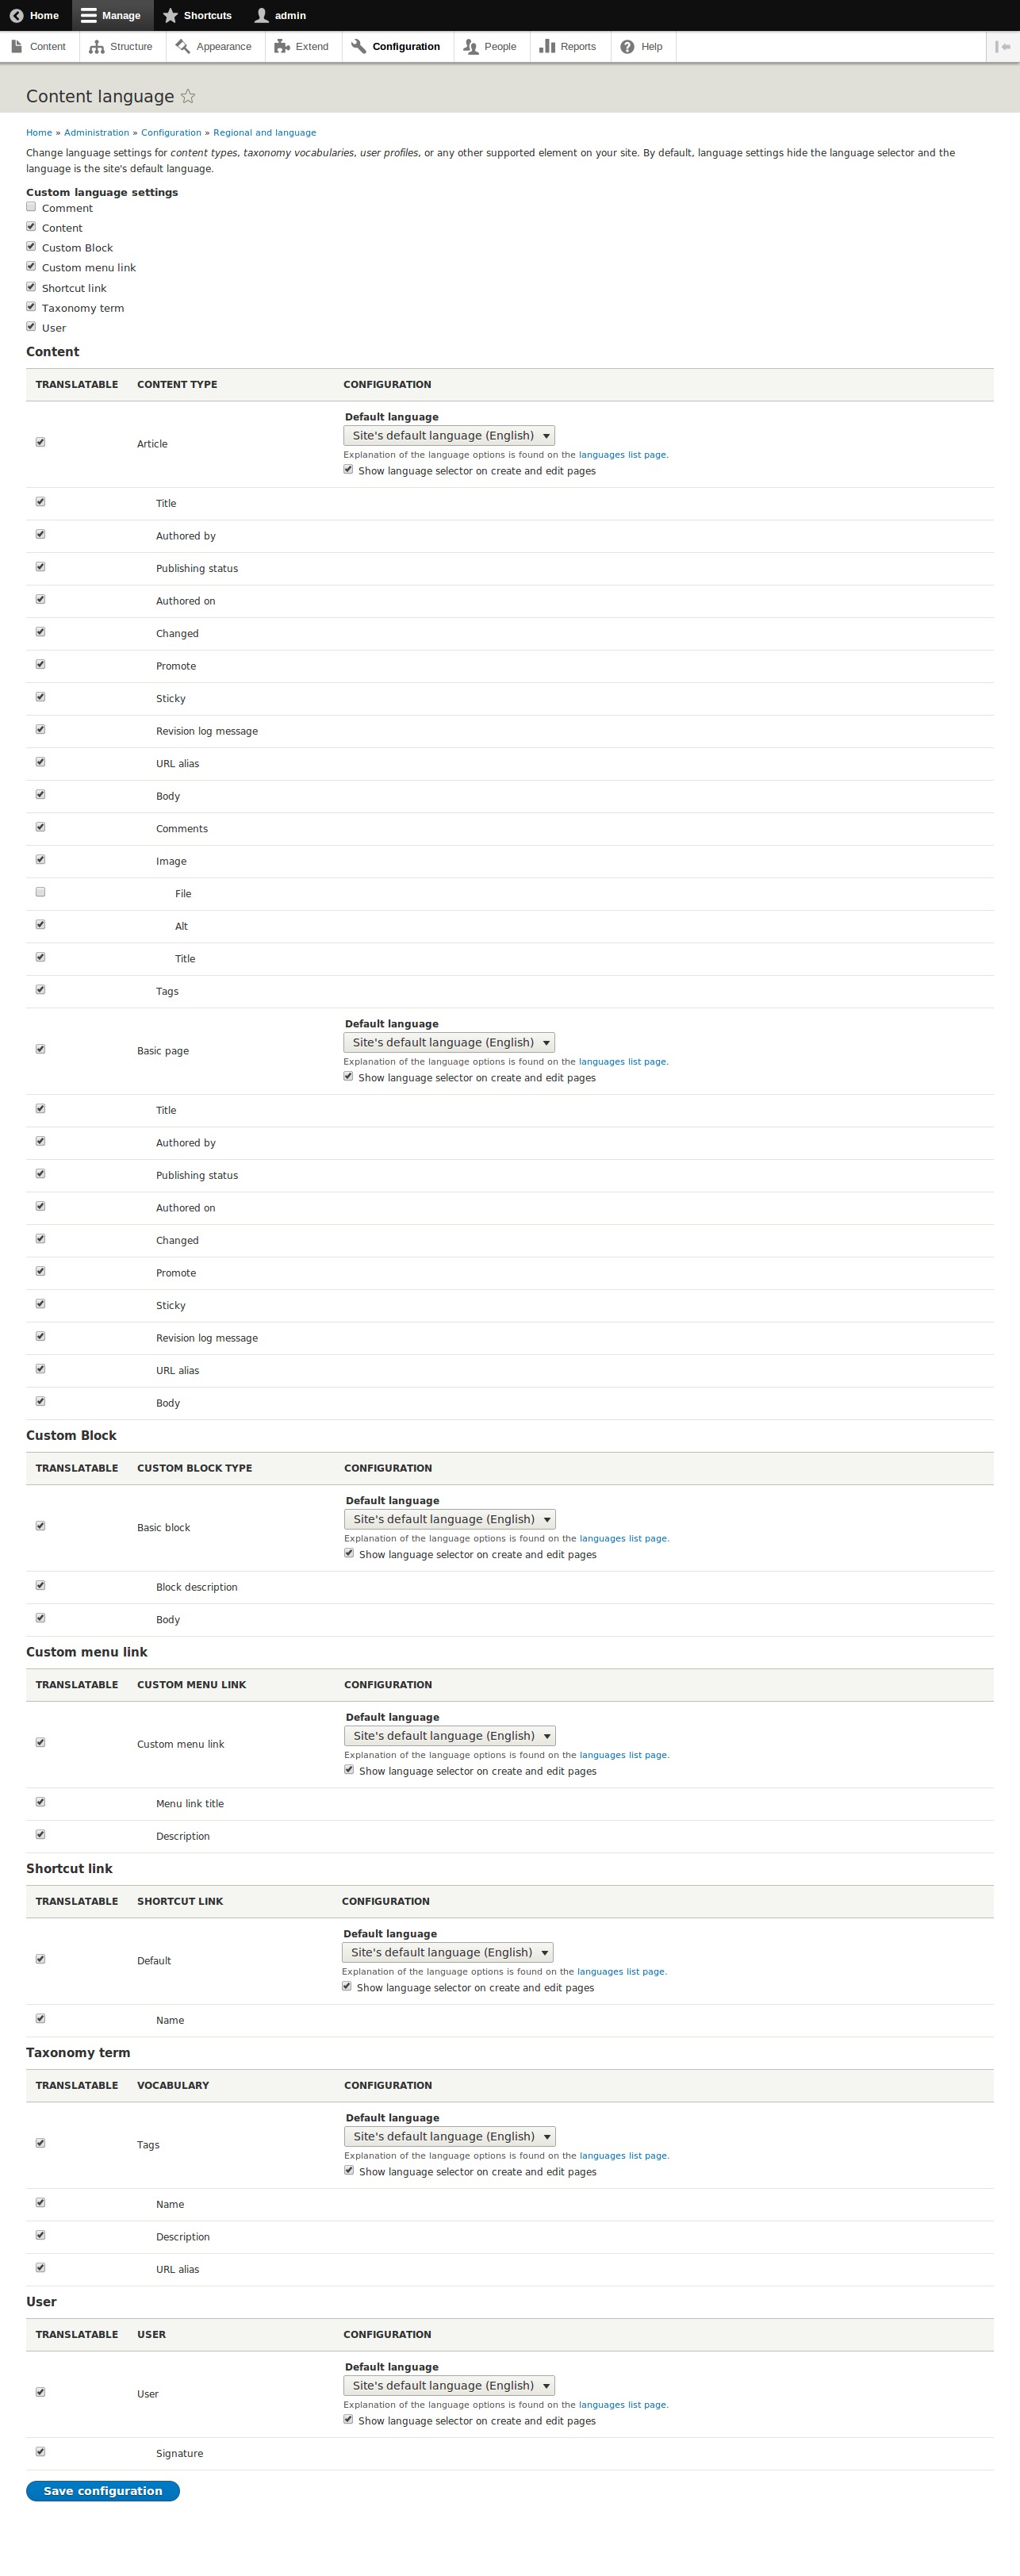 Home Manage Shortcuts admin
Content Structure Appearance Extend Configuration People Reports Help
Content language
Home » Administration » Configuration » Regional and language
Change language settings for content types, taxonomy vocabularies, user profiles, or any other supported element on your site. By default, language settings hide the language selector and the
language is the site's default language.
Custom language settings
Comment
Content
Custom Block
Custom menu link
Shortcut link
Taxonomy term
User
Content
TRANSLATABLE CONTENT TYPE CONFIGURATION
Default language
Site's default language (English)
Article
Explanation of the language options is found on the languages list page.
Show language selector on create and edit pages
Title
Authored by
Publishing status
Authored on
Changed
Promote
Sticky
Revision log message
URL alias
Body
Comments
Image
File
Alt
Title
Tags
Default language
Site's default language (English)
Basic page
Explanation of the language options is found on the languages list page.
Show language selector on create and edit pages
Title
Authored by
Publishing status
Authored on
Changed
Promote
Sticky
Revision log message
URL alias
Body
Custom Block
TRANSLATABLE CUSTOM BLOCK TYPE CONFIGURATION
Default language
Site's default language (English)
Basic block
Explanation of the language options is found on the languages list page.
Show language selector on create and edit pages
Block description
Body
Custom menu link
TRANSLATABLE CUSTOM MENU LINK CONFIGURATION
Default language
Site's default language (English)
Custom menu link
Explanation of the language options is found on the languages list page.
Show language selector on create and edit pages
Menu link title
Description
Shortcut link
TRANSLATABLE SHORTCUT LINK CONFIGURATION
Default language
Site's default language (English)
Default
Explanation of the language options is found on the languages list page.
Show language selector on create and edit pages
Name
Taxonomy term
TRANSLATABLE VOCABULARY CONFIGURATION
Default language
Site's default language (English)
Tags
Explanation of the language options is found on the languages list page.
Show language selector on create and edit pages
Name
Description
URL alias
User
TRANSLATABLE USER CONFIGURATION
Default language
Site's default language (English)
User
Explanation of the language options is found on the languages list page.
Show language selector on create and edit pages
Signature
Save configuration